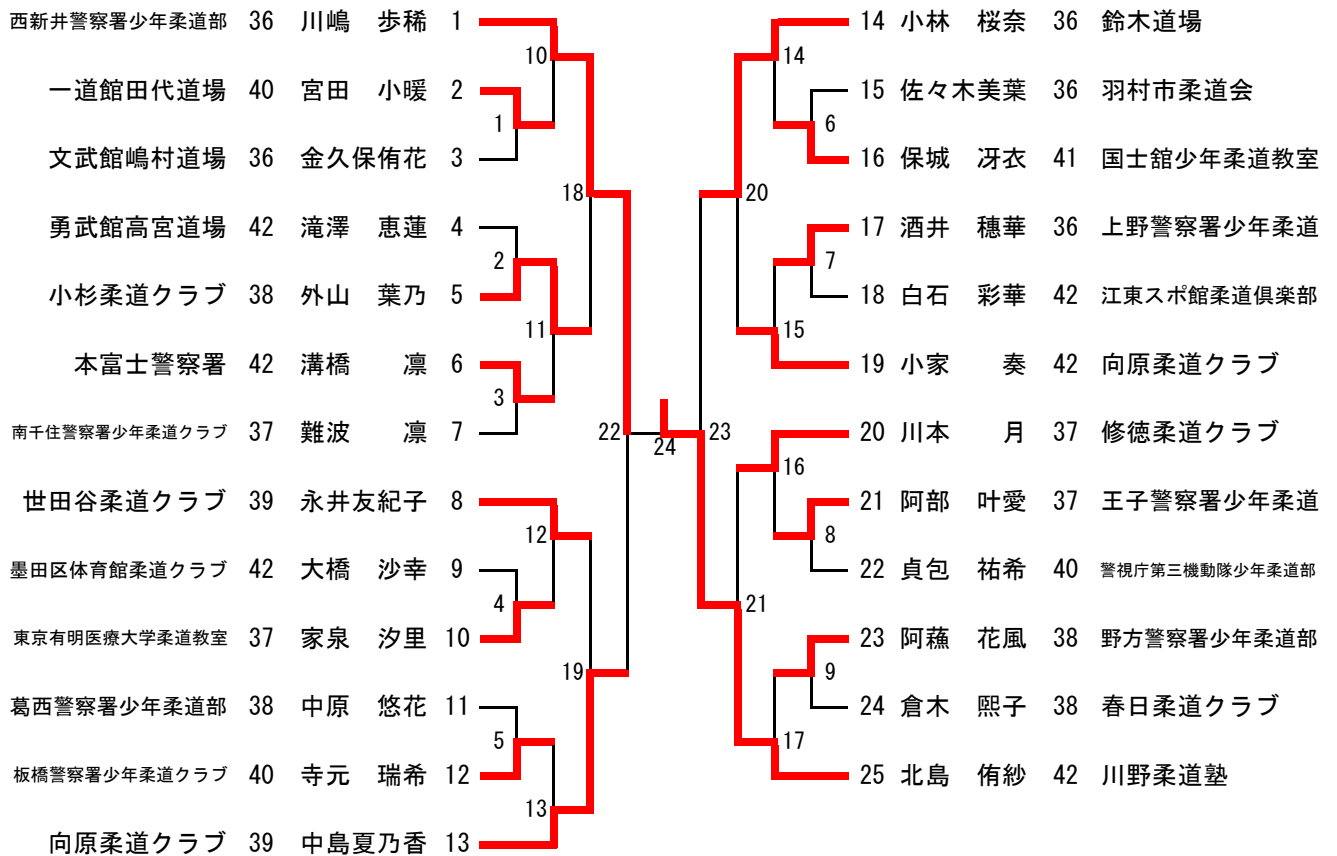 西新井警察署少年柔道部 36 川嶋 歩稀 1
10
一道館田代道場 40 宮田 小暖 2
1
文武館嶋村道場 36 金久保侑花 3
18
勇武館高宮道場 42 滝澤 恵蓮 4
2
小杉柔道クラブ 38 外山 葉乃 5
11
本富士警察署 42 溝橋 凛 6
3
南千住警察署少年柔道クラブ 37 難波 凛 7
22
世田谷柔道クラブ 39 永井友紀子 8
12
墨田区体育館柔道クラブ 42 大橋 沙幸 9
4
東京有明医療大学柔道教室 37 家泉 汐里 10
19
葛西警察署少年柔道部 38 中原 悠花 11
5
板橋警察署少年柔道クラブ 40 寺元 瑞希 12
13
向原柔道クラブ 39 中島夏乃香 13
24
14 小林 桜奈 36 鈴木道場
14
15 佐々木美葉 36 羽村市柔道会
6
16 保城 冴衣 41 国士舘少年柔道教室
20
17 酒井 穂華 36 上野警察署少年柔道
7
18 白石 彩華 42 江東スポ館柔道倶楽部
15
19 小家 奏 42 向原柔道クラブ
23
20 川本 月 37 修徳柔道クラブ
16
21 阿部 叶愛 37 王子警察署少年柔道
8
22 貞包 祐希 40 警視庁第三機動隊少年柔道部
21
23 阿蘓 花風 38 野方警察署少年柔道部
9
24 倉木 熙子 38 春日柔道クラブ
17
25 北島 侑紗 42 川野柔道塾